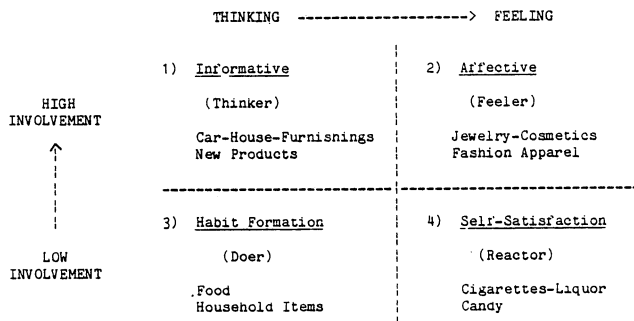 THINKING --------------------> FEELING
1) Informative
2) Affective
(Thinker)
(Feeler)
HIGH
INVOLVEMENT
Car-House-Furnisnings
New Products
Jewelry-Cosmetics
Fashion Apparel
3) Habit Formation
4) Self-Satisfaction
LOW
INVOLVEMENT
(Doer)
(Reactor)
Food
Household Items
Cigarettes-Liquor
Candy